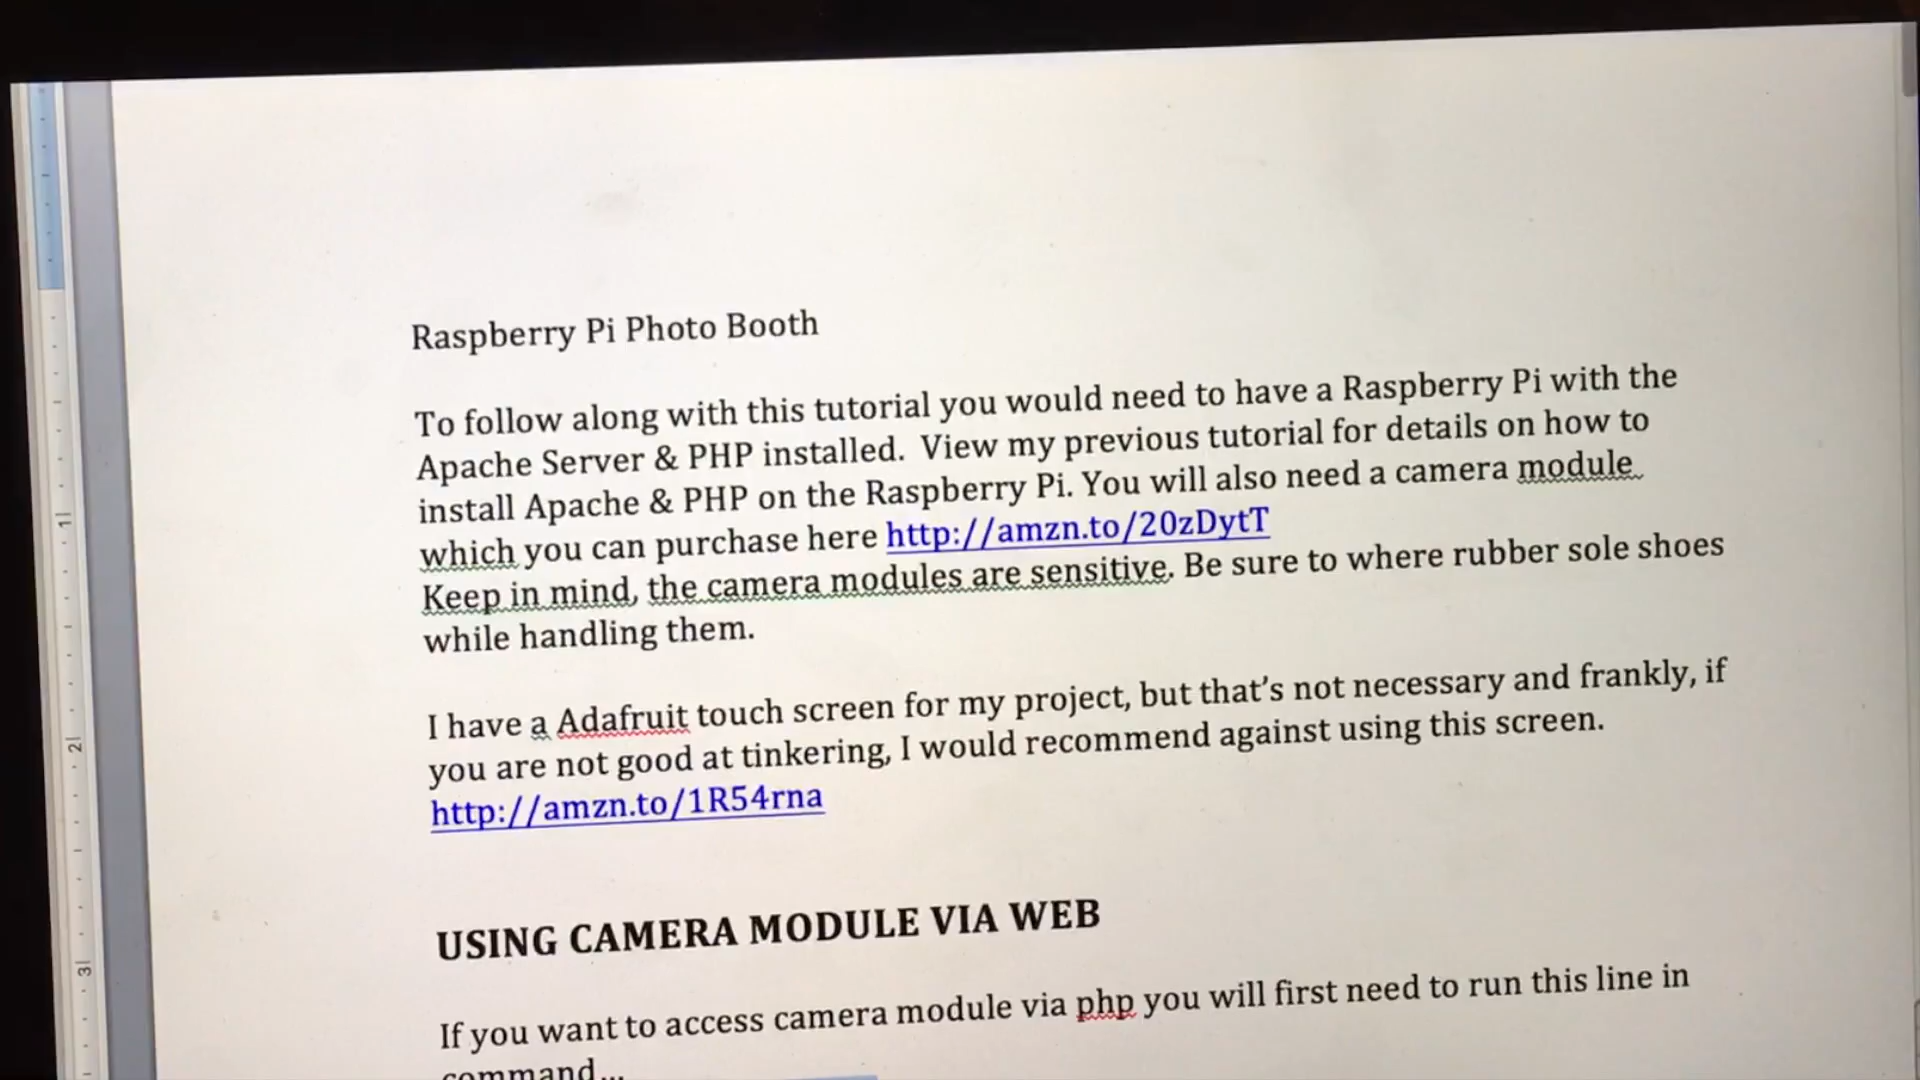 Raspberry Pi Photo Booth
To follow along with this tutorial you would need to have a Raspberry Pi with the
Apache Server & PHP installed. View my previous tutorial for details on how to
install Apache & PHP on the Raspberry Pi. You will also need a camera module
which you can purchase here http://amzn.to/20zDytT
Keep in mind, the camera modules are sensitive. Be sure to where rubber sole shoes
while handling them.
I have a Adafruit touch screen for my project, but that's not necessary and frankly, if
you are not good at tinkering, I would recommend against using this screen.
http://amzn.to/1R54rna
USING CAMERA MODULE VIA WEB
If you want to access camera module via php you will first need to run this line in
command...
1
2
3